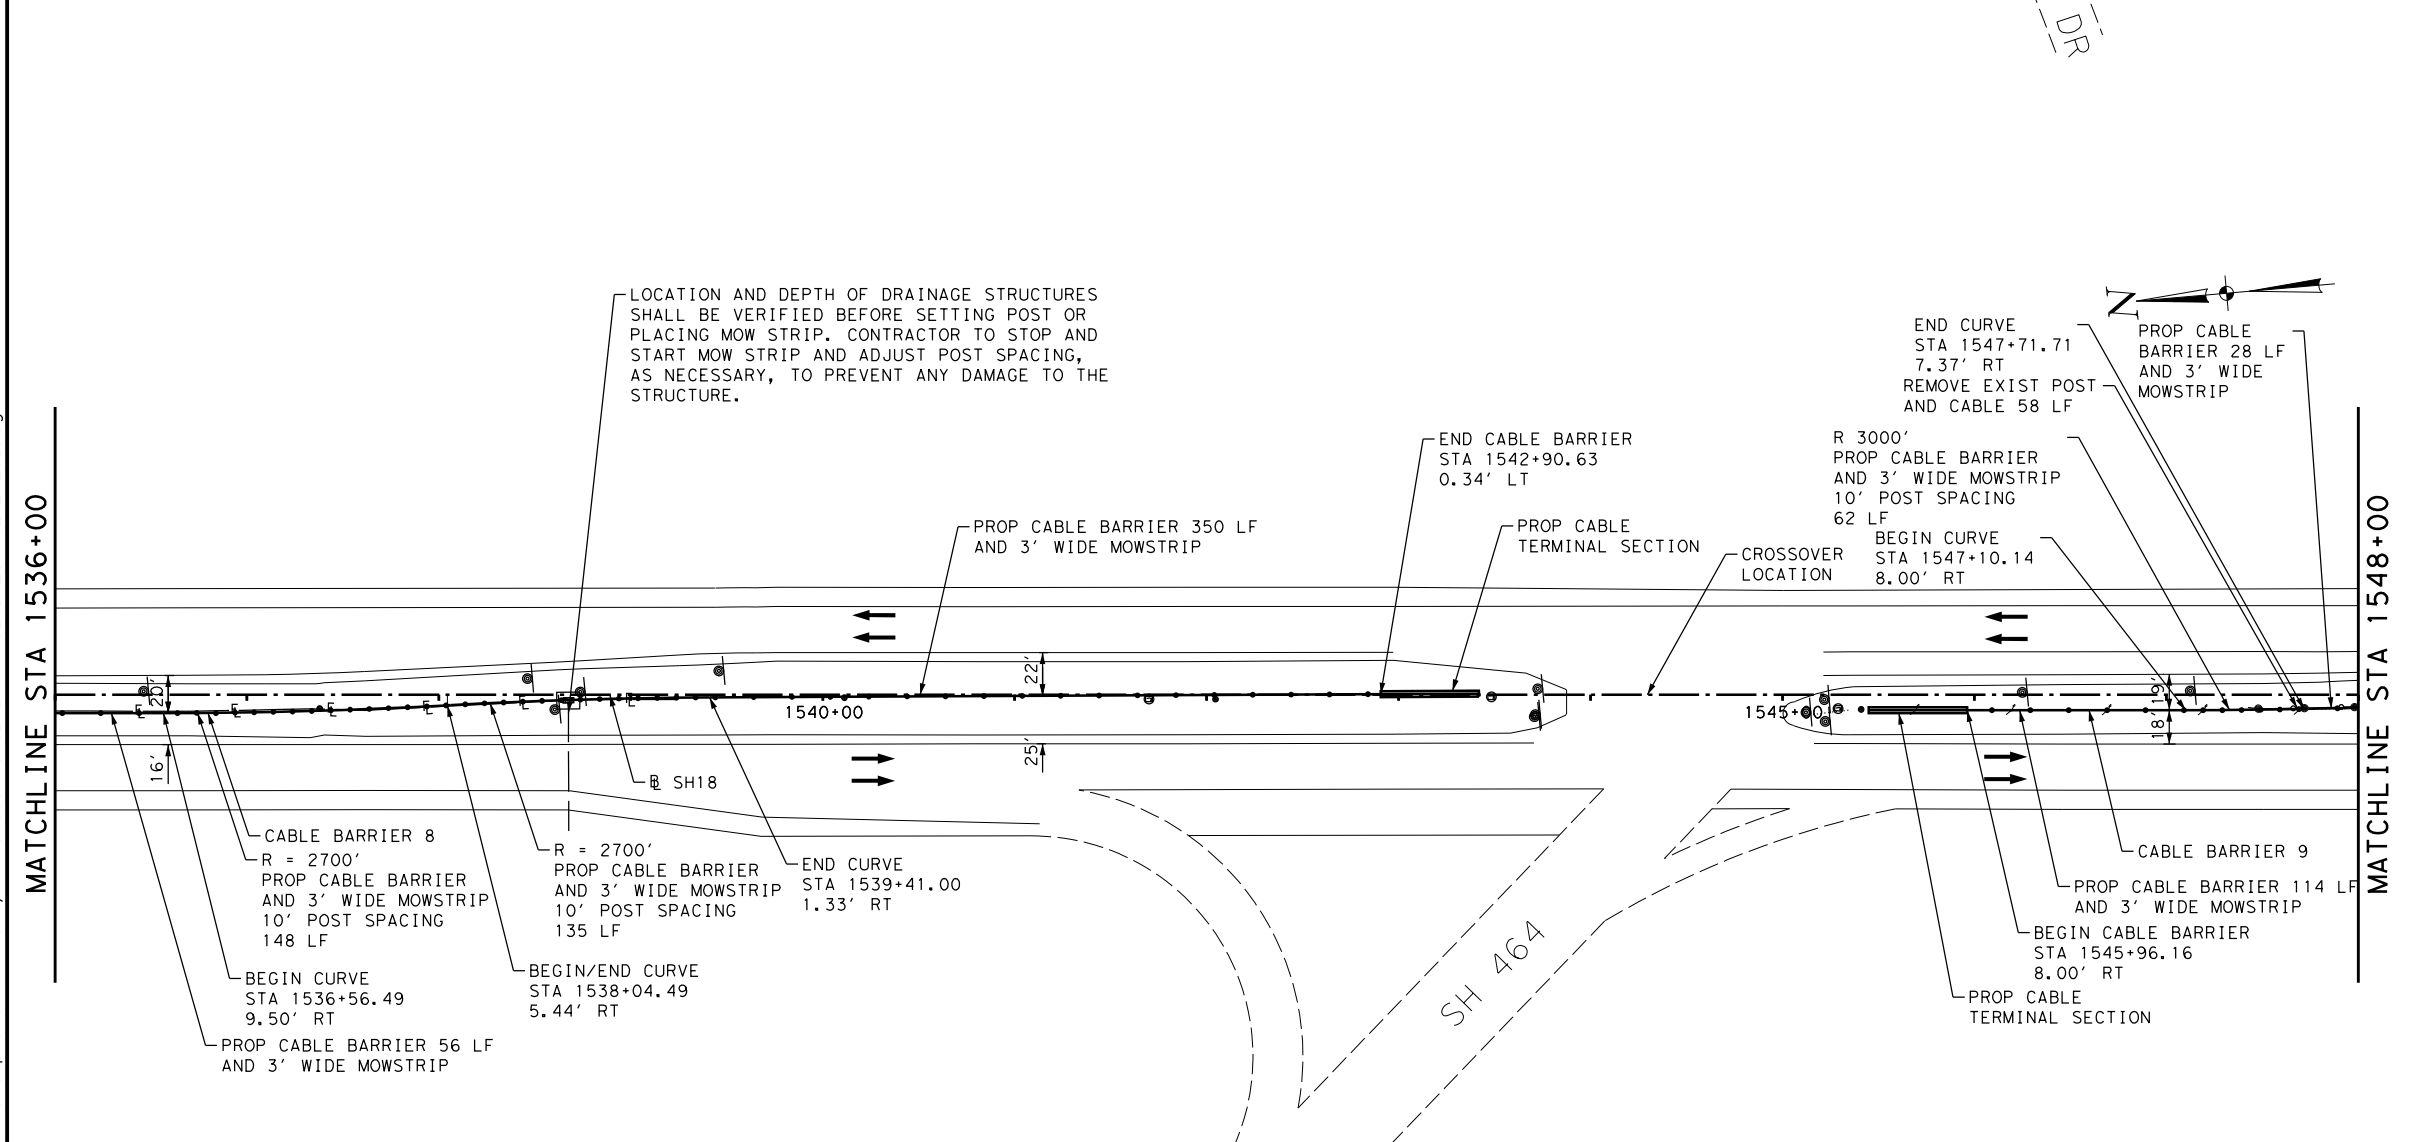 DR
LOCATION AND DEPTH OF DRAINAGE STRUCTURES
SHALL BE VERIFIED BEFORE SETTING POST OR
PLACING MOW STRIP. CONTRACTOR TO STOP AND
START MOW STRIP AND ADJUST POST SPACING,
AS NECESSARY, TO PREVENT ANY DAMAGE TO THE
STRUCTURE.
N
END CURVE
STA 1547+71.71
7.37' RT
REMOVE EXIST POST
AND CABLE 58 LF
PROP CABLE
BARRIER 28 LF
AND 3' WIDE
MOWSTRIP
R 3000'
PROP CABLE BARRIER
AND 3' WIDE MOWSTRIP
10' POST SPACING
62 LF
BEGIN CURVE
STA 1547+10.14
8.00' RT
END CABLE BARRIER
STA 1542+90.63
0.34' LT
PROP CABLE BARRIER 350 LF
AND 3' WIDE MOWSTRIP
PROP CABLE
TERMINAL SECTION
CROSSOVER
LOCATION
MATCHLINE STA 1536+00
MATCHLINE STA 1548+00
20'
22'
19'
1540+00
1545+00
16'
25'
18'
℄ SH18
CABLE BARRIER 8
R = 2700'
PROP CABLE BARRIER
AND 3' WIDE MOWSTRIP
10' POST SPACING
148 LF
BEGIN CURVE
STA 1536+56.49
9.50' RT
PROP CABLE BARRIER 56 LF
AND 3' WIDE MOWSTRIP
R = 2700'
PROP CABLE BARRIER
AND 3' WIDE MOWSTRIP
10' POST SPACING
135 LF
BEGIN/END CURVE
STA 1538+04.49
5.44' RT
END CURVE
STA 1539+41.00
1.33' RT
SH 464
CABLE BARRIER 9
PROP CABLE BARRIER 114 LF
AND 3' WIDE MOWSTRIP
BEGIN CABLE BARRIER
STA 1545+96.16
8.00' RT
PROP CABLE
TERMINAL SECTION